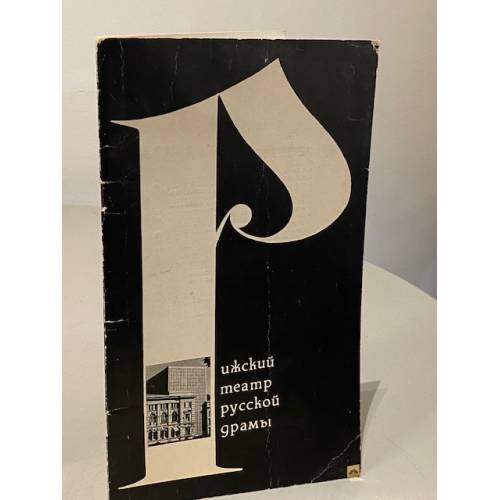 Рижский
театр
русской
драмы